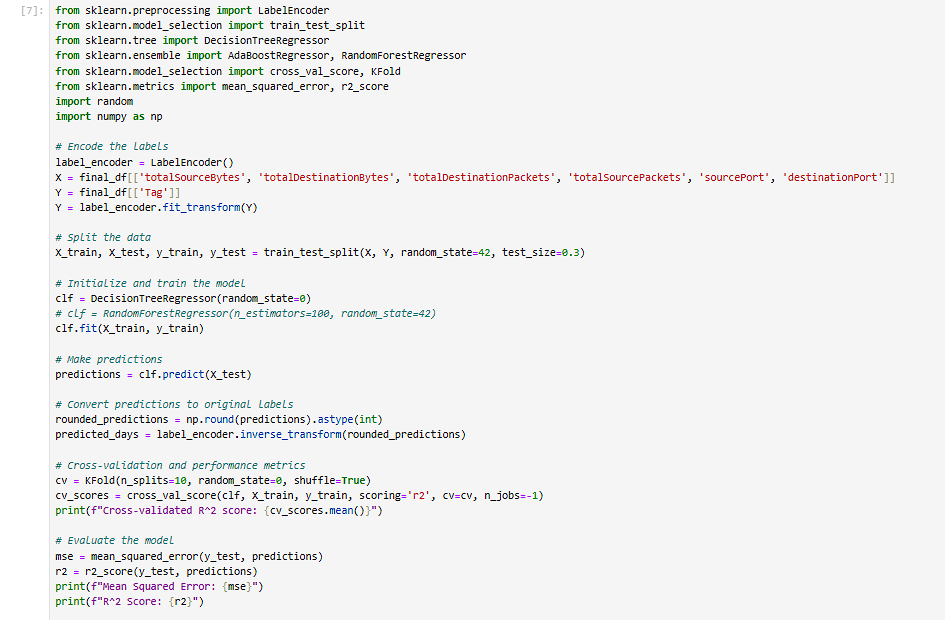 [7]: from sklearn.preprocessing import LabelEncoder
from sklearn.model_selection import train_test_split
from sklearn.tree import DecisionTreeRegressor
from sklearn.ensemble import AdaBoostRegressor, RandomForestRegressor
from sklearn.model_selection import cross_val_score, KFold
from sklearn.metrics import mean_squared_error, r2_score
import random
import numpy as np

# Encode the labels
label_encoder = LabelEncoder()
X = final_df[['totalSourceBytes', 'totalDestinationBytes', 'totalDestinationPackets', 'totalSourcePackets', 'sourcePort', 'destinationPort']]
Y = final_df[['Tag']]
Y = label_encoder.fit_transform(Y)

# Split the data
X_train, X_test, y_train, y_test = train_test_split(X, Y, random_state=42, test_size=0.3)

# Initialize and train the model
clf = DecisionTreeRegressor(random_state=0)
# clf = RandomForestRegressor(n_estimators=100, random_state=42)
clf.fit(X_train, y_train)

# Make predictions
predictions = clf.predict(X_test)

# Convert predictions to original labels
rounded_predictions = np.round(predictions).astype(int)
predicted_days = label_encoder.inverse_transform(rounded_predictions)

# Cross-validation and performance metrics
cv = KFold(n_splits=10, random_state=0, shuffle=True)
cv_scores = cross_val_score(clf, X_train, y_train, scoring='r2', cv=cv, n_jobs=-1)
print(f"Cross-validated R^2 score: {cv_scores.mean()}")

# Evaluate the model
mse = mean_squared_error(y_test, predictions)
r2 = r2_score(y_test, predictions)
print(f"Mean Squared Error: {mse}")
print(f"R^2 Score: {r2}")